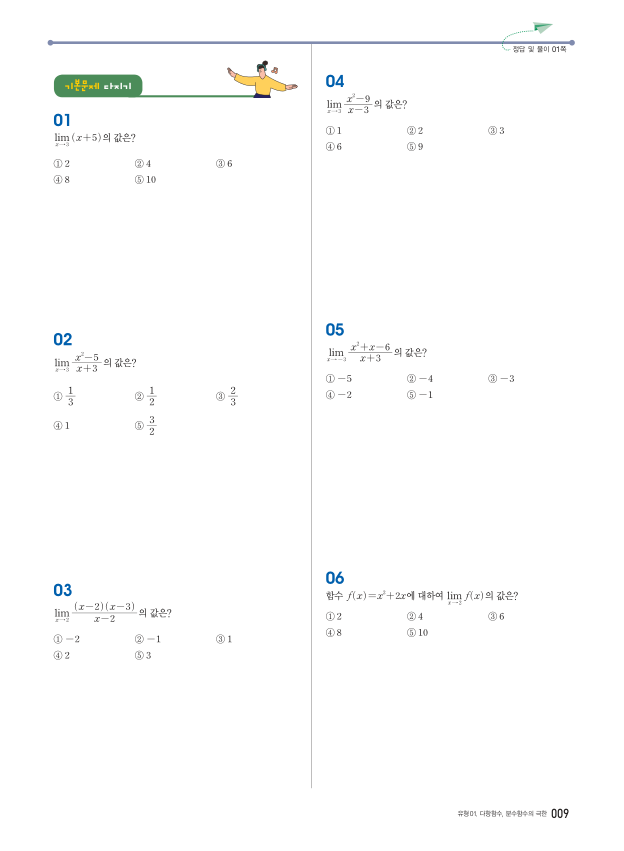 정답 및 풀이 01쪽
기본문제 다지기
01
lim x→3 (x+5)의 값은?
① 2 ② 4 ③ 6
④ 8 ⑤ 10
02
lim x→3 (x²−5)/(x+3) 의 값은?
① 1/3 ② 1/2 ③ 2/3
④ 1 ⑤ 3/2
03
lim x→2 (x−2)(x−3)/(x−2) 의 값은?
① −2 ② −1 ③ 1
④ 2 ⑤ 3
04
lim x→3 (x²−9)/(x−3) 의 값은?
① 1 ② 2 ③ 3
④ 6 ⑤ 9
05
lim x→−3 (x²+x−6)/(x+3) 의 값은?
① −5 ② −4 ③ −3
④ −2 ⑤ −1
06
함수 f(x)=x²+2x에 대하여 lim x→2 f(x)의 값은?
① 2 ② 4 ③ 6
④ 8 ⑤ 10
유형01. 다항함수, 분수함수의 극한 009